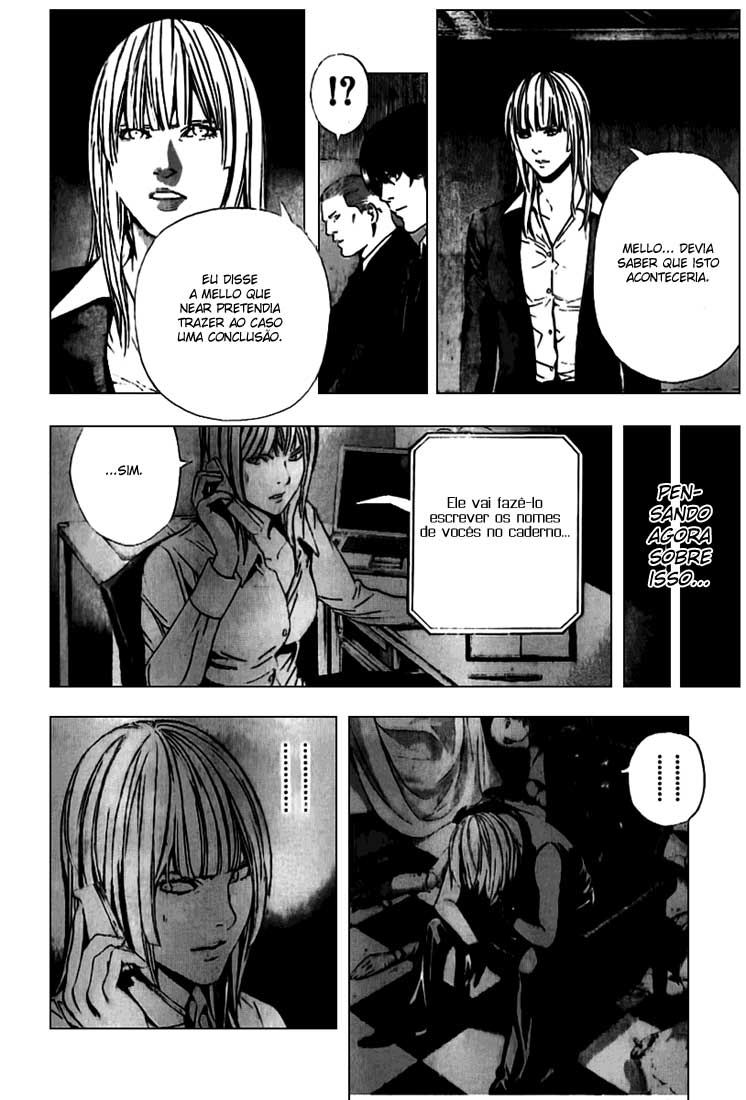 MELLO... DEVIA
SABER QUE ISTO
ACONTECERIA.
!?
EU DISSE
A MELLO QUE
NEAR PRETENDIA
TRAZER AO CASO
UMA CONCLUSÃO.
PEN-
SANDO
AGORA
SOBRE
ISSO...
Ele vai fazê-lo
escrever os nomes
de vocês no caderno...
...SIM.
.........
.........